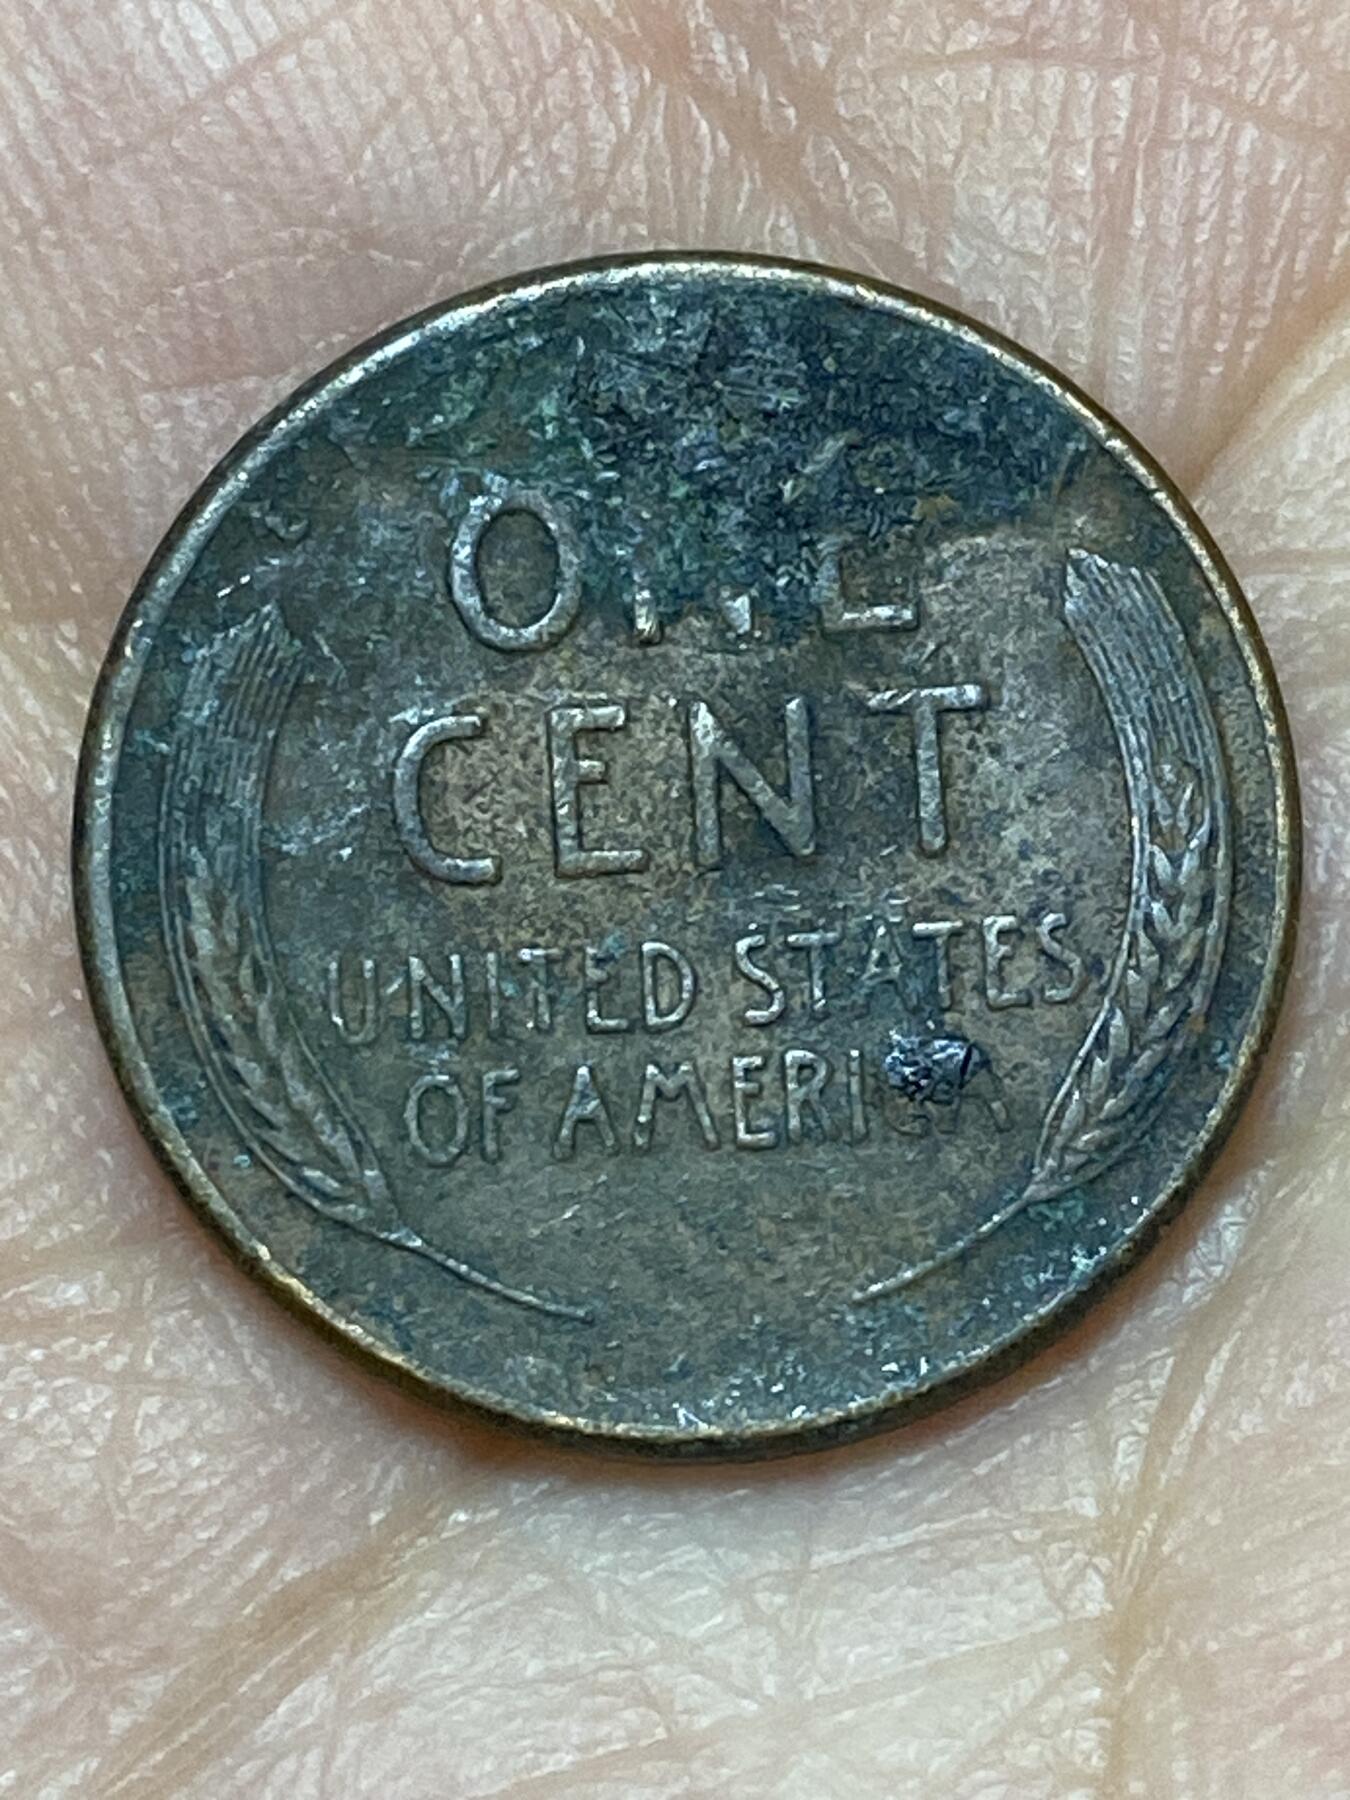 ONE
CENT
UNITED STATES
OF AMERICA